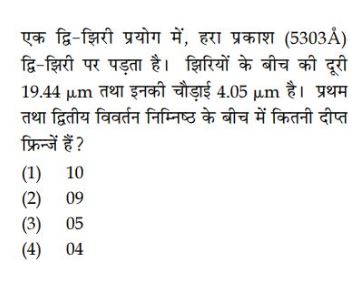 एक द्वि-झिरी प्रयोग में, हरा प्रकाश (5303Å)
द्वि-झिरी पर पड़ता है। झिरियों के बीच की दूरी
19.44 μm तथा इनकी चौड़ाई 4.05 μm है। प्रथम
तथा द्वितीय विवर्तन निम्निष्ठ के बीच में कितनी दीप्त
फ्रिन्जें हैं?
(1) 10
(2) 09
(3) 05
(4) 04